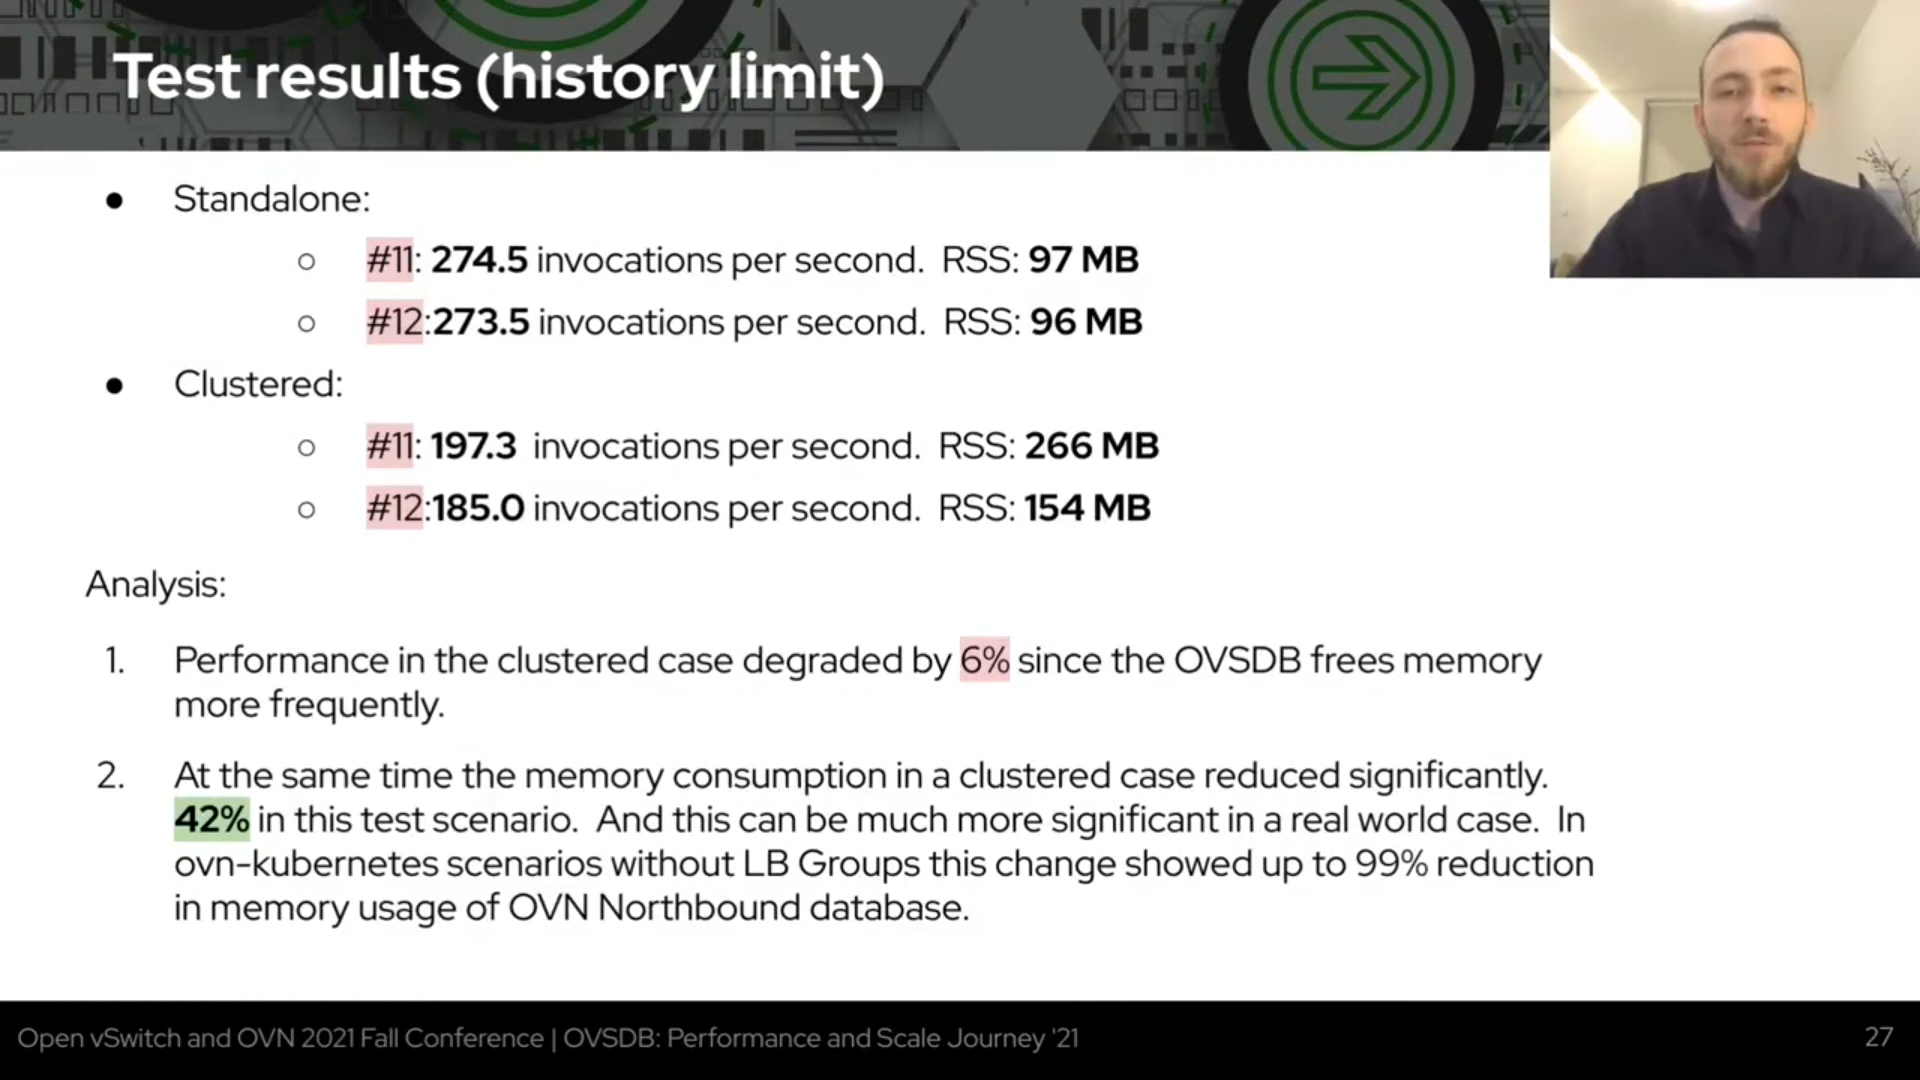 Test results (history limit)
● Standalone:
○ #11: 274.5 invocations per second. RSS: 97 MB
○ #12:273.5 invocations per second. RSS: 96 MB
● Clustered:
○ #11: 197.3 invocations per second. RSS: 266 MB
○ #12:185.0 invocations per second. RSS: 154 MB
Analysis:
1. Performance in the clustered case degraded by 6% since the OVSDB frees memory
more frequently.
2. At the same time the memory consumption in a clustered case reduced significantly.
42% in this test scenario. And this can be much more significant in a real world case. In
ovn-kubernetes scenarios without LB Groups this change showed up to 99% reduction
in memory usage of OVN Northbound database.
Open vSwitch and OVN 2021 Fall Conference | OVSDB: Performance and Scale Journey '21
27